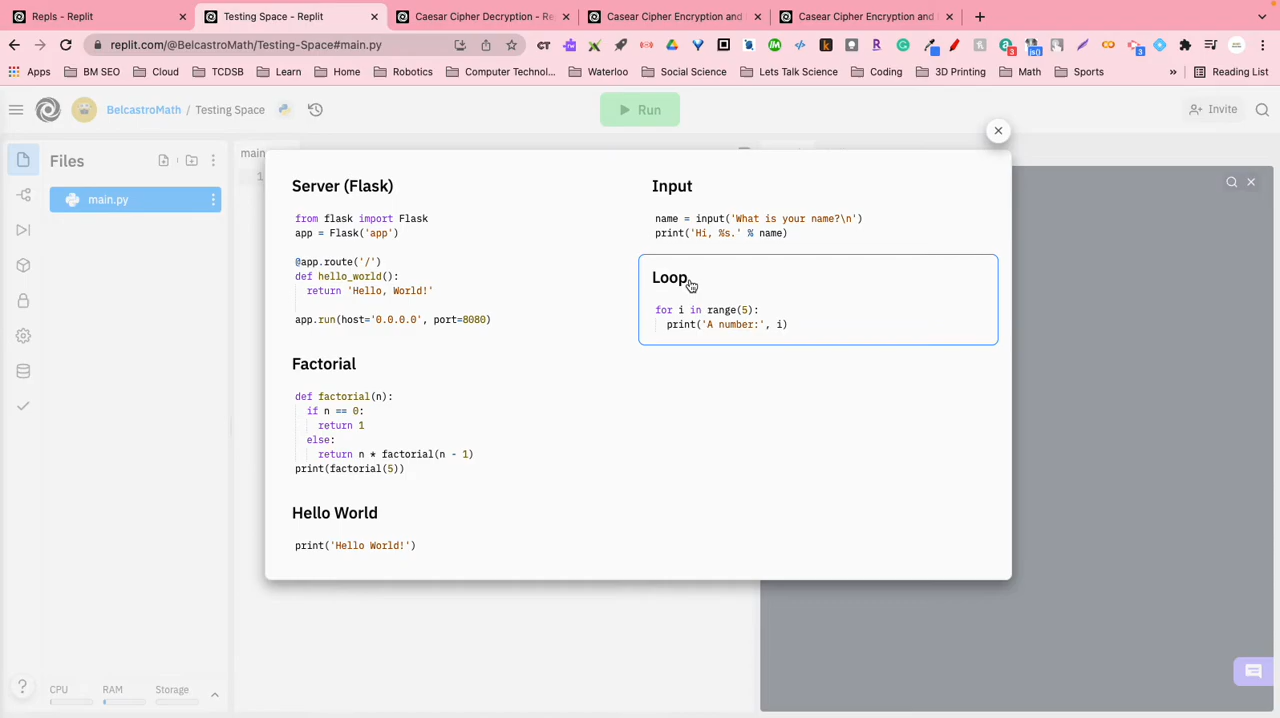 Repls - Replit
Testing Space - Replit
Caesar Cipher Decryption - Re
Casear Cipher Encryption and
Casear Cipher Encryption and
replit.com/@BelcastroMath/Testing-Space#main.py
Apps
BM SEO
Cloud
TCDSB
Learn
Home
Robotics
Computer Technol...
Waterloo
Social Science
Lets Talk Science
Coding
3D Printing
Math
Sports
»
Reading List
BelcastroMath / Testing Space
Run
Invite
Files
main.py
main
1
Server (Flask)
from flask import Flask
app = Flask('app')
@app.route('/')
def hello_world():
return 'Hello, World!'
app.run(host='0.0.0.0', port=8080)
Factorial
def factorial(n):
if n == 0:
return 1
else:
return n * factorial(n - 1)
print(factorial(5))
Hello World
print('Hello World!')
Input
name = input('What is your name?\n')
print('Hi, %s.' % name)
Loop
for i in range(5):
print('A number:', i)
CPU
RAM
Storage